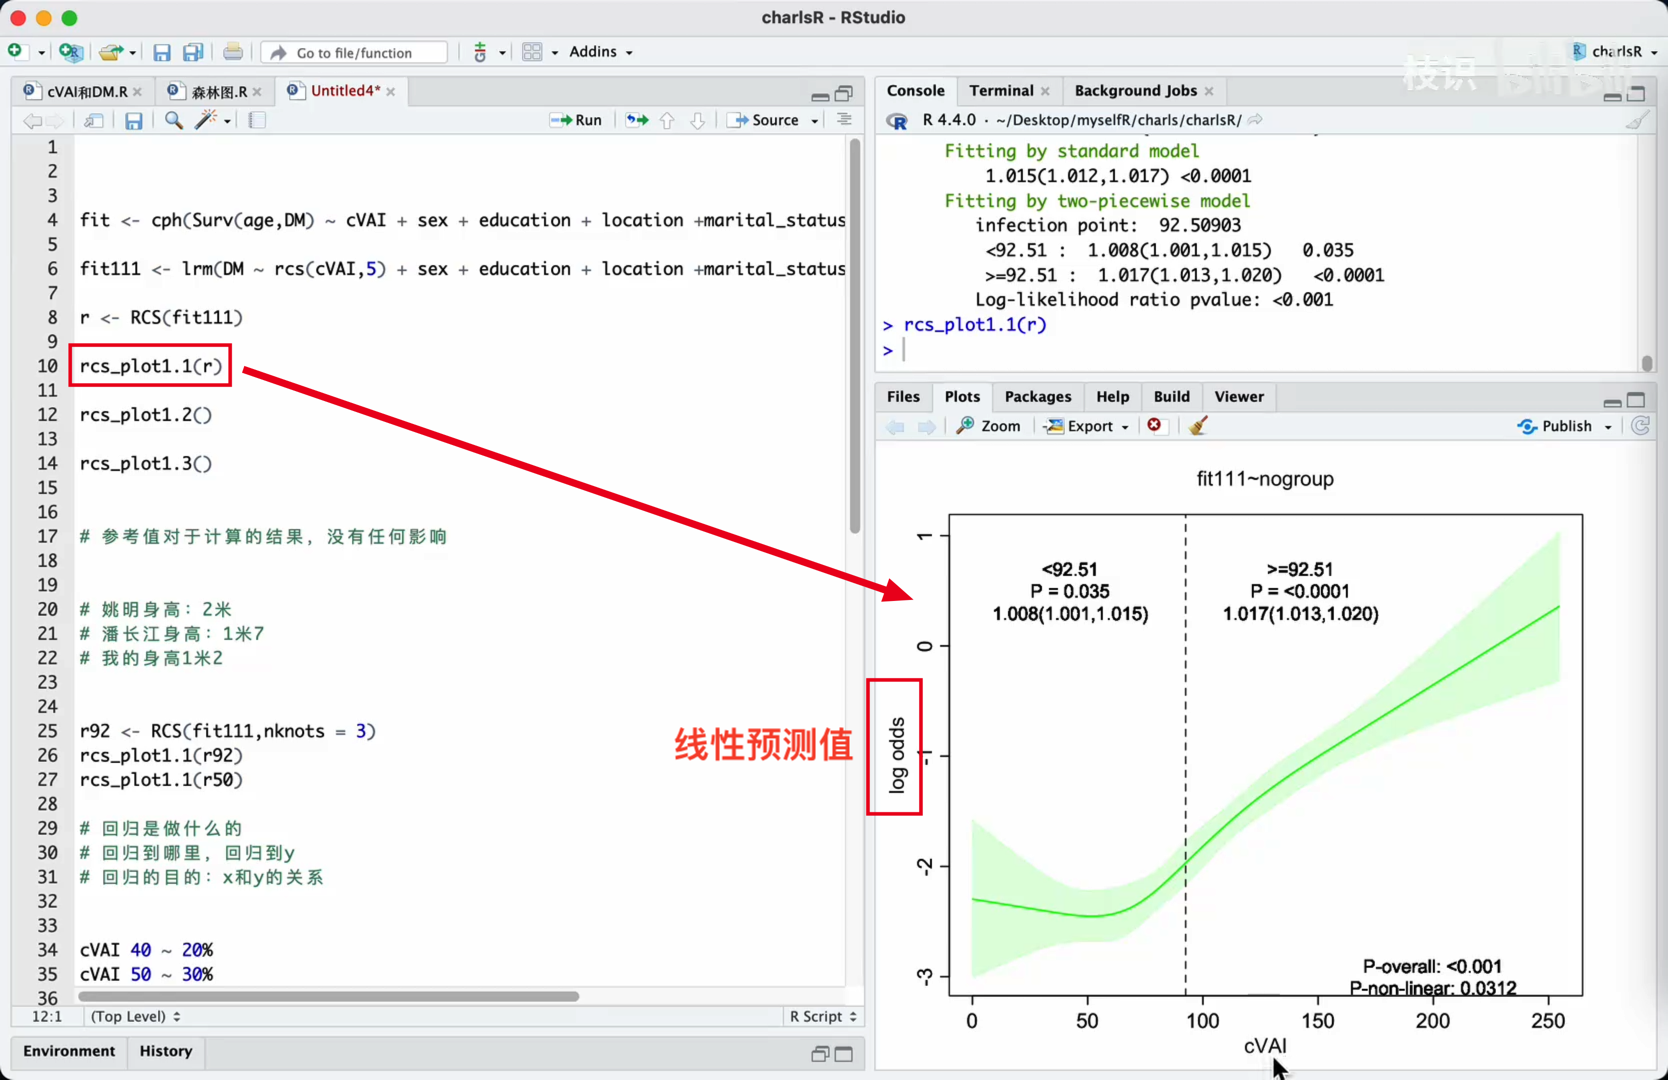 charlsR - RStudio
Go to file/function
Addins
charlsR
枝识 bilibili
cVAI和DM.R
森林图.R
Untitled4*
Run
Source
1
2
3
4 fit <- cph(Surv(age,DM) ~ cVAI + sex + education + location +marital_status
5
6 fit111 <- lrm(DM ~ rcs(cVAI,5) + sex + education + location +marital_status
7
8 r <- RCS(fit111)
9
10 rcs_plot1.1(r)
11
12 rcs_plot1.2()
13
14 rcs_plot1.3()
15
16
17 # 参考值对于计算的结果，没有任何影响
18
19
20 # 姚明身高：2米
21 # 潘长江身高：1米7
22 # 我的身高1米2
23
24
25 r92 <- RCS(fit111,nknots = 3)
26 rcs_plot1.1(r92)
27 rcs_plot1.1(r50)
28
29 # 回归是做什么的
30 # 回归到哪里，回归到y
31 # 回归的目的：x和y的关系
32
33
34 cVAI 40 ~ 20%
35 cVAI 50 ~ 30%
36
12:1 (Top Level) R Script
Environment History
线性预测值
Console Terminal Background Jobs
R 4.4.0 · ~/Desktop/myselfR/charls/charlsR/
Fitting by standard model
1.015(1.012,1.017) <0.0001
Fitting by two-piecewise model
infection point: 92.50903
<92.51 : 1.008(1.001,1.015) 0.035
>=92.51 : 1.017(1.013,1.020) <0.0001
Log-likelihood ratio pvalue: <0.001
> rcs_plot1.1(r)
>
Files Plots Packages Help Build Viewer
Zoom Export Publish
fit111~nogroup
<92.51
P = 0.035
1.008(1.001,1.015)
>=92.51
P = <0.0001
1.017(1.013,1.020)
1
0
-1
-2
-3
log odds
P-overall: <0.001
P-non-linear: 0.0312
0 50 100 150 200 250
cVAI